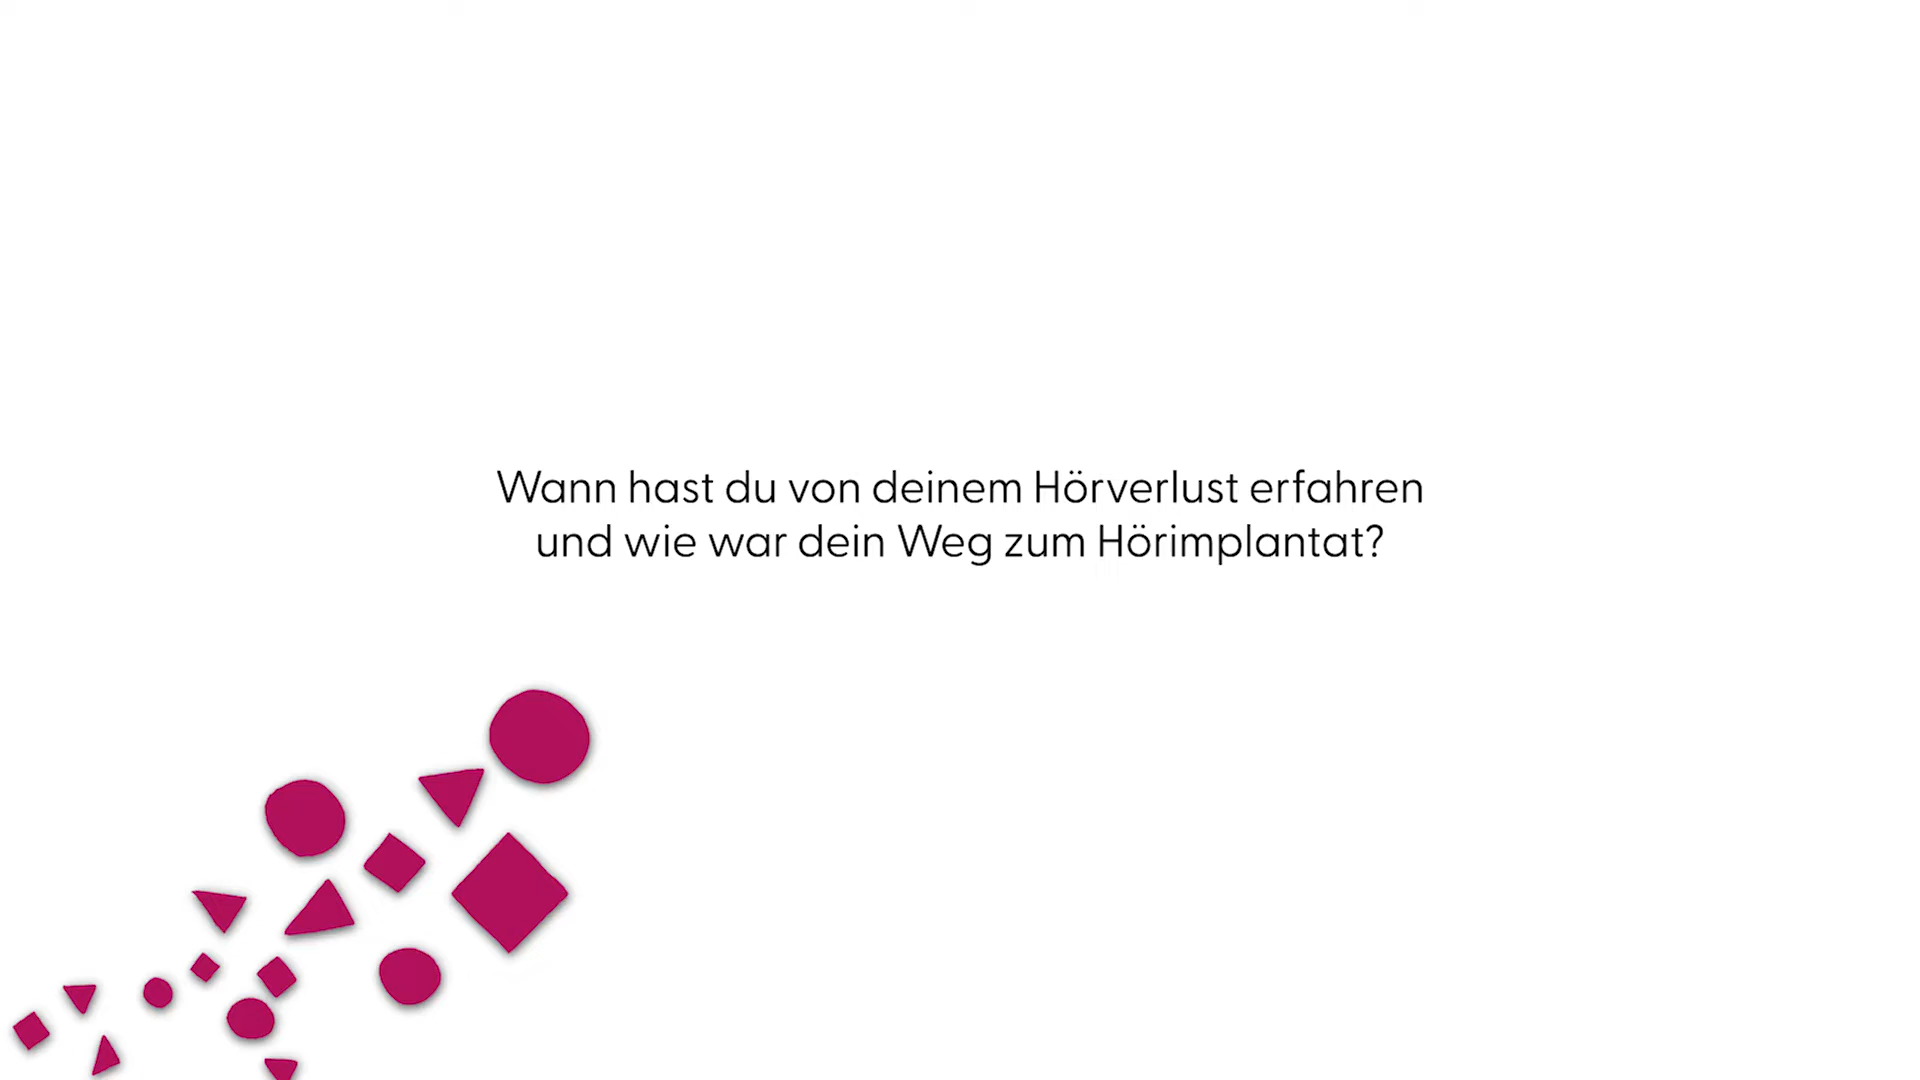 Wann hast du von deinem Hörverlust erfahren
und wie war dein Weg zum Hörimplantat?